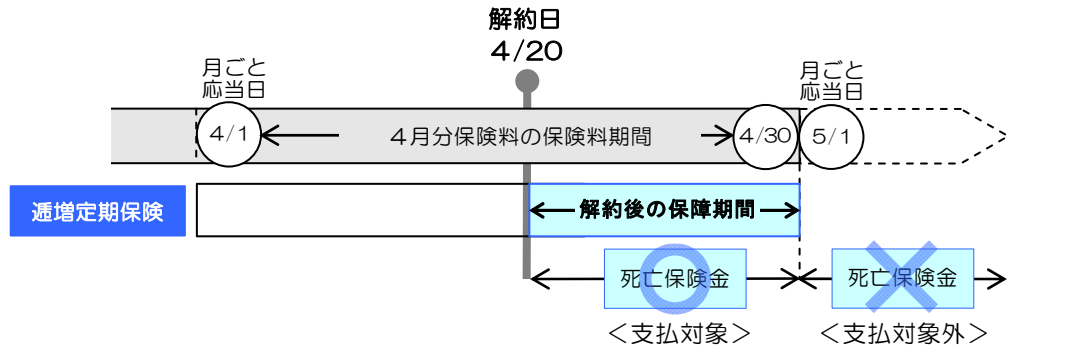 解約日
4/20
月ごと
応当日
月ごと
応当日
4/1
4月分保険料の保険料期間
4/30
5/1
逓増定期保険
解約後の保障期間
死亡保険金
死亡保険金
＜支払対象＞
＜支払対象外＞